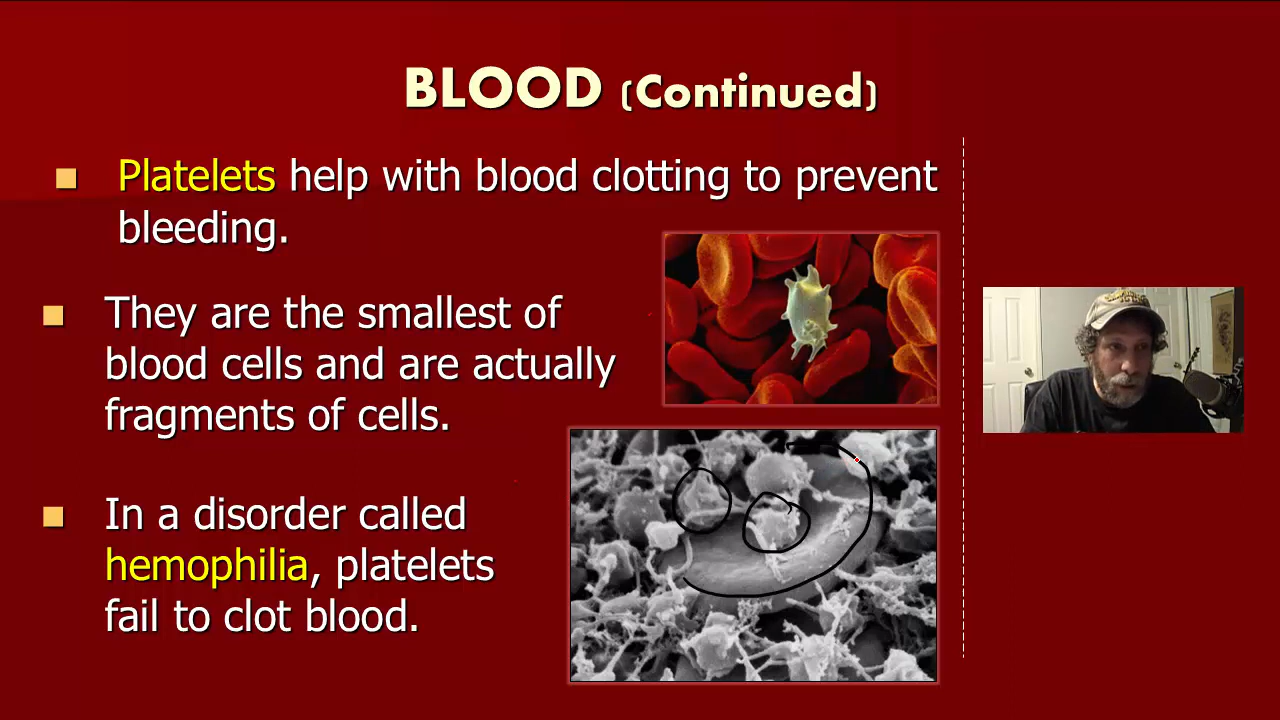 BLOOD (Continued)
Platelets help with blood clotting to prevent
bleeding.
They are the smallest of
blood cells and are actually
fragments of cells.
In a disorder called
hemophilia, platelets
fail to clot blood.